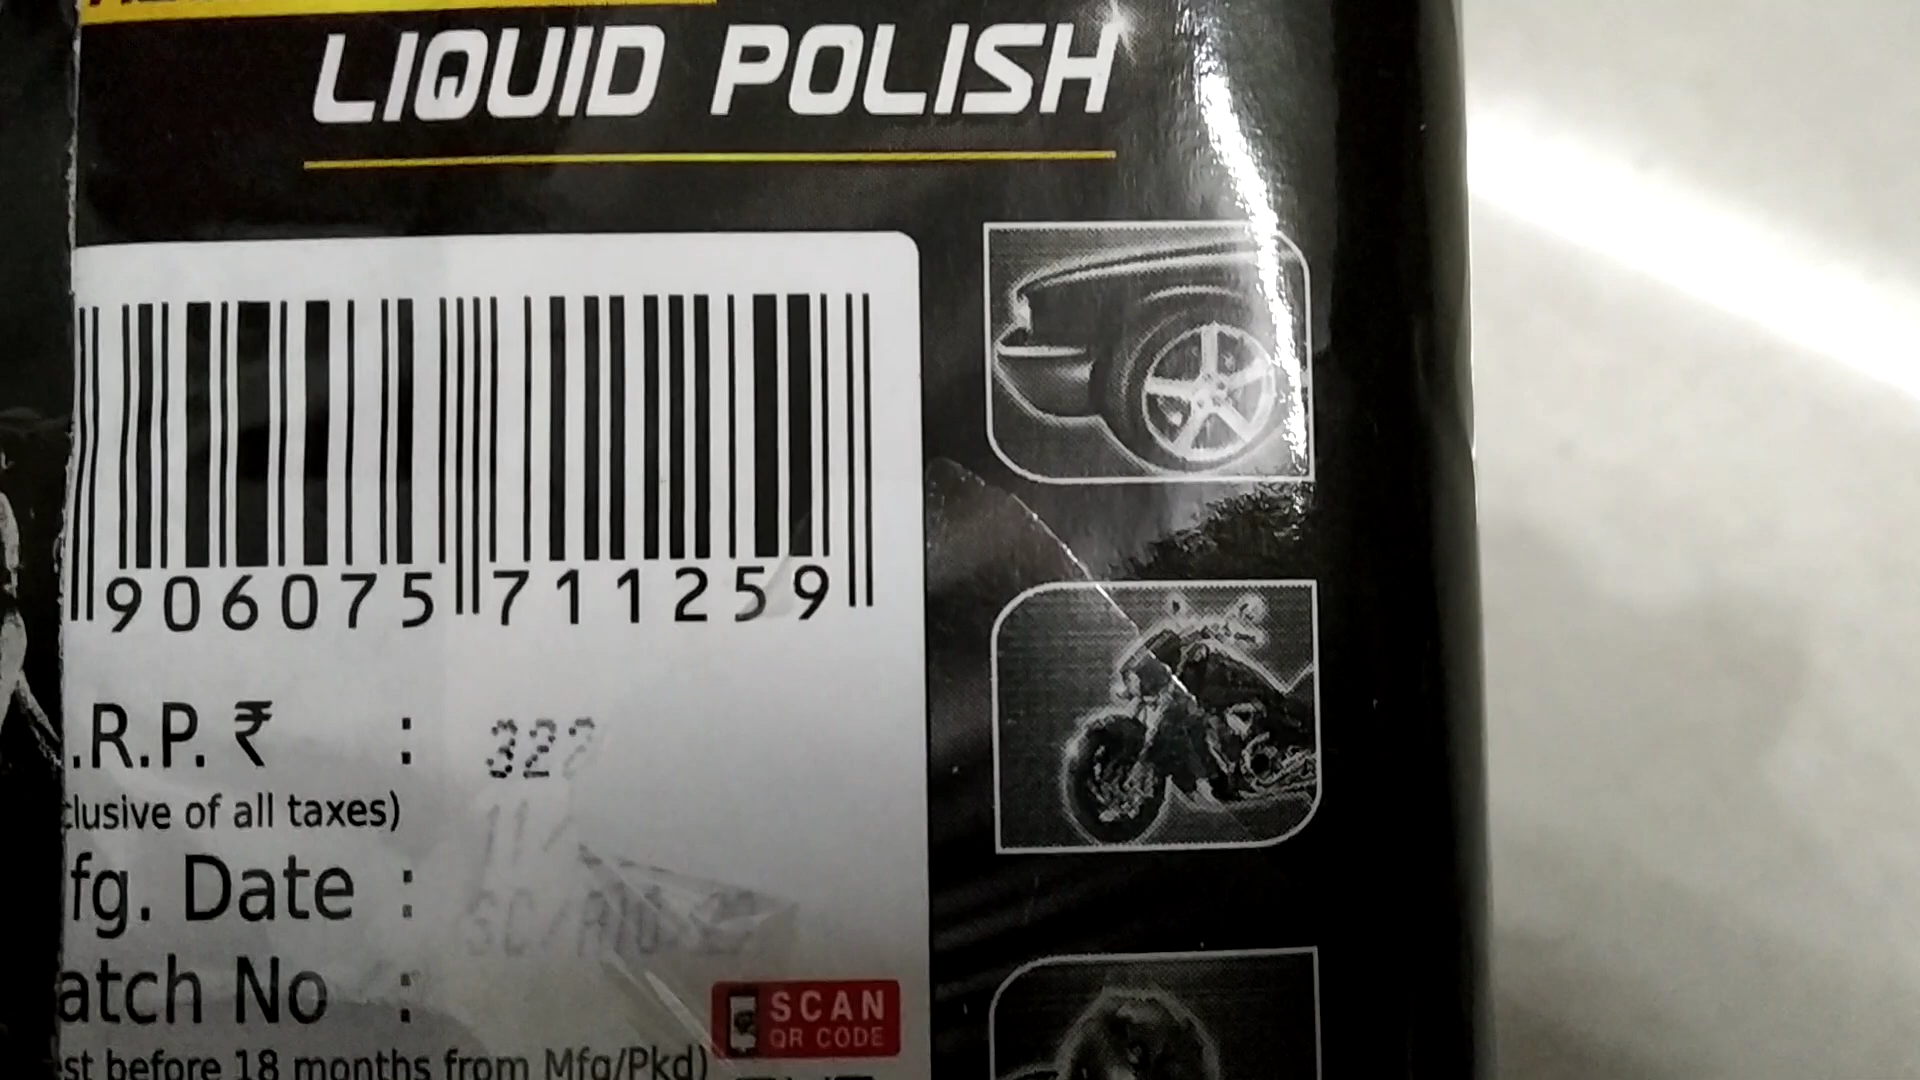 LIQUID POLISH
906075 711259
.R.P. ₹ :
clusive of all taxes)
fg. Date :
atch No :
SCAN
QR CODE
st before 18 months from Mfg/Pkd)